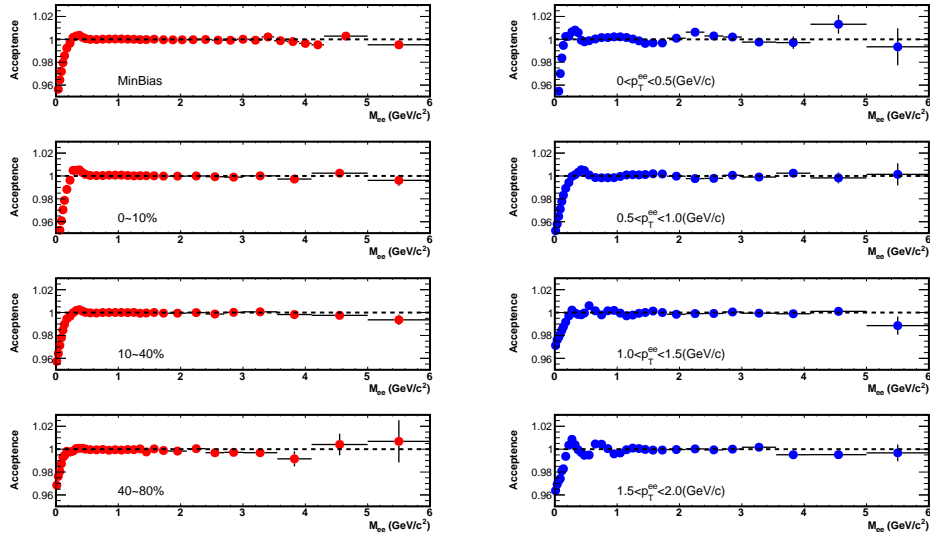 Acceptence
1.02
1
0.98
0.96
MinBias
0 1 2 3 4 5 6
M_ee (GeV/c²)
Acceptence
1.02
1
0.98
0.96
0<p_T^ee<0.5(GeV/c)
0 1 2 3 4 5 6
M_ee (GeV/c²)
Acceptence
1.02
1
0.98
0.96
0~10%
0 1 2 3 4 5 6
M_ee (GeV/c²)
Acceptence
1.02
1
0.98
0.96
0.5<p_T^ee<1.0(GeV/c)
0 1 2 3 4 5 6
M_ee (GeV/c²)
Acceptence
1.02
1
0.98
0.96
10~40%
0 1 2 3 4 5 6
M_ee (GeV/c²)
Acceptence
1.02
1
0.98
0.96
1.0<p_T^ee<1.5(GeV/c)
0 1 2 3 4 5 6
M_ee (GeV/c²)
Acceptence
1.02
1
0.98
0.96
40~80%
0 1 2 3 4 5 6
M_ee (GeV/c²)
Acceptence
1.02
1
0.98
0.96
1.5<p_T^ee<2.0(GeV/c)
0 1 2 3 4 5 6
M_ee (GeV/c²)